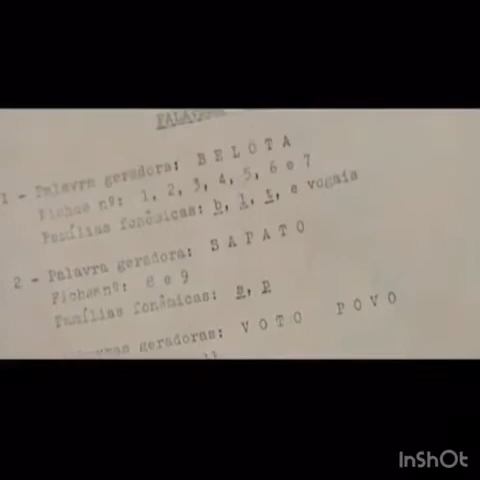 1 - Palavra geradora: B E L O T A
Fichas nº: 1, 2, 3, 4, 5, 6 e 7
Famílias fonêmicas: b, l, t, e vogais
2 - Palavra geradora: S A P A T O
Fichas nº: 8 e 9
Famílias fonêmicas: s, p
geradoras: V O T O P O V O
InShOt